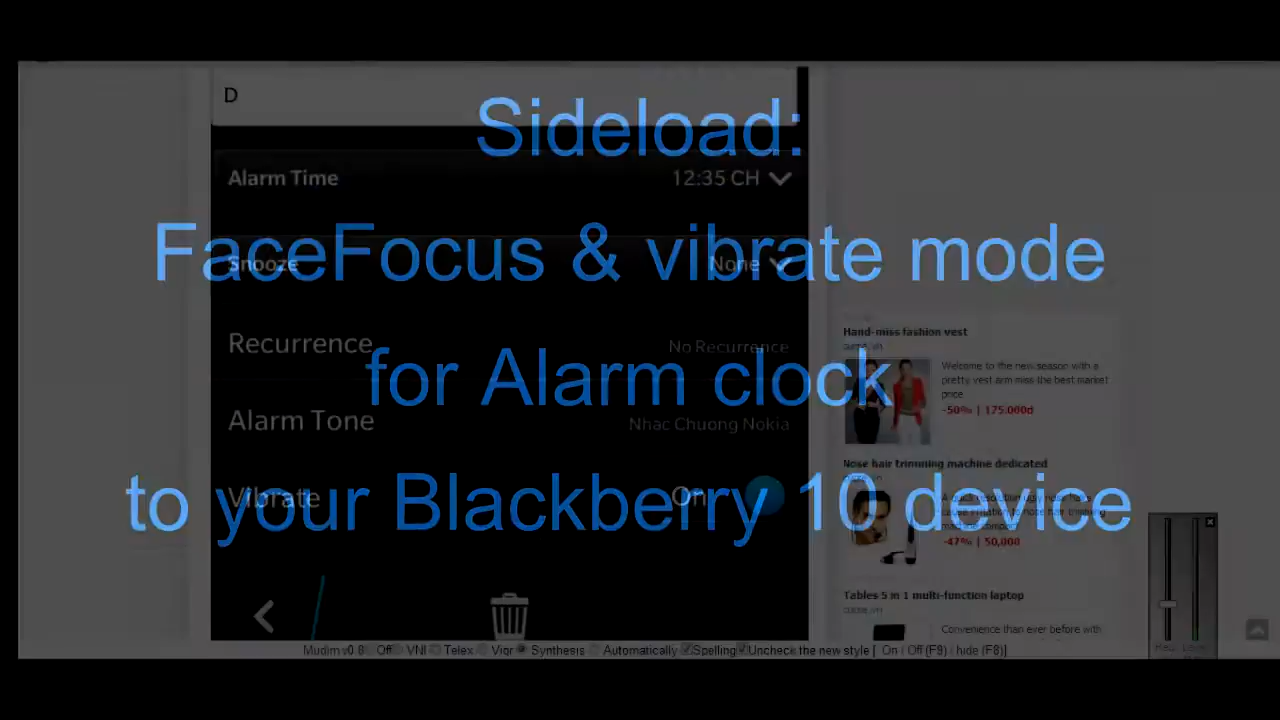 D
Sideload:
Alarm Time
12:35 CH
FaceFocus & vibrate mode
Snooze
None
Hand-miss fashion vest
Recurrence
No Recurrance
for Alarm clock
Welcome to the new season with a
pretty vest arm miss the best market
price
-50% | 175.000d
Alarm Tone
Nhac Chuong Nokia
Nose hair trimming machine dedicated
to your Blackberry 10 device
Vibrate
On
-47% | 50,000
Tables 5 in 1 multi-function laptop
Convenience than ever before with
Mudim v0.8 Off VNI Telex Viqr Synthesis Automatically Spelling Uncheck the new style [ On / Off (F9) | hide (F8)]